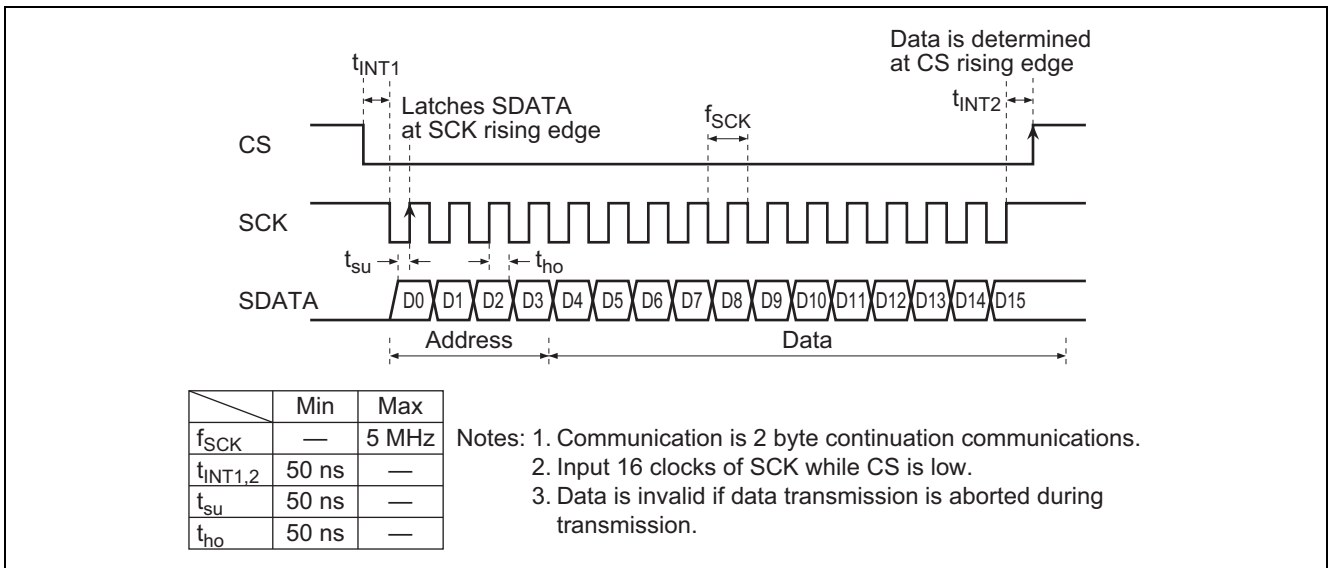 Data is determined
at CS rising edge
tINT1
tINT2
Latches SDATA
at SCK rising edge
fSCK
CS
SCK
tsu
tho
SDATA D0 D1 D2 D3 D4 D5 D6 D7 D8 D9 D10 D11 D12 D13 D14 D15
Address Data
Min Max
fSCK — 5 MHz
tINT1,2 50 ns —
tsu 50 ns —
tho 50 ns —
Notes: 1. Communication is 2 byte continuation communications.
2. Input 16 clocks of SCK while CS is low.
3. Data is invalid if data transmission is aborted during
transmission.